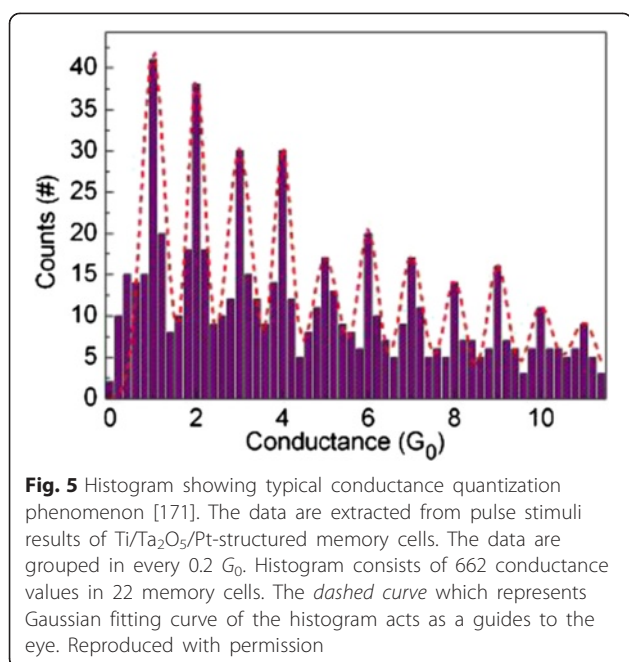 40
35
30
25
20
15
10
5
0
Counts (#)
0 2 4 6 8 10
Conductance (G₀)
Fig. 5 Histogram showing typical conductance quantization
phenomenon [171]. The data are extracted from pulse stimuli
results of Ti/Ta₂O₅/Pt-structured memory cells. The data are
grouped in every 0.2 G₀. Histogram consists of 662 conductance
values in 22 memory cells. The dashed curve which represents
Gaussian fitting curve of the histogram acts as a guides to the
eye. Reproduced with permission